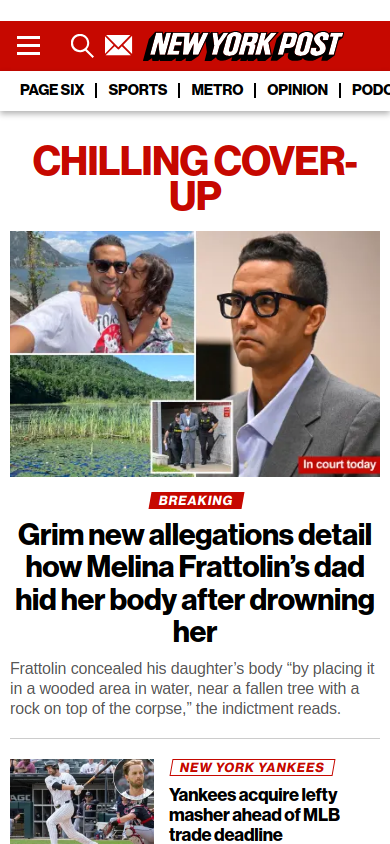 NEW YORK POST
PAGE SIX
SPORTS
METRO
OPINION
PODC
CHILLING COVER-
UP
In court today
BREAKING
Grim new allegations detail
how Melina Frattolin’s dad
hid her body after drowning
her
Frattolin concealed his daughter’s body “by placing it
in a wooded area in water, near a fallen tree with a
rock on top of the corpse,” the indictment reads.
NEW YORK YANKEES
Yankees acquire lefty
masher ahead of MLB
trade deadline